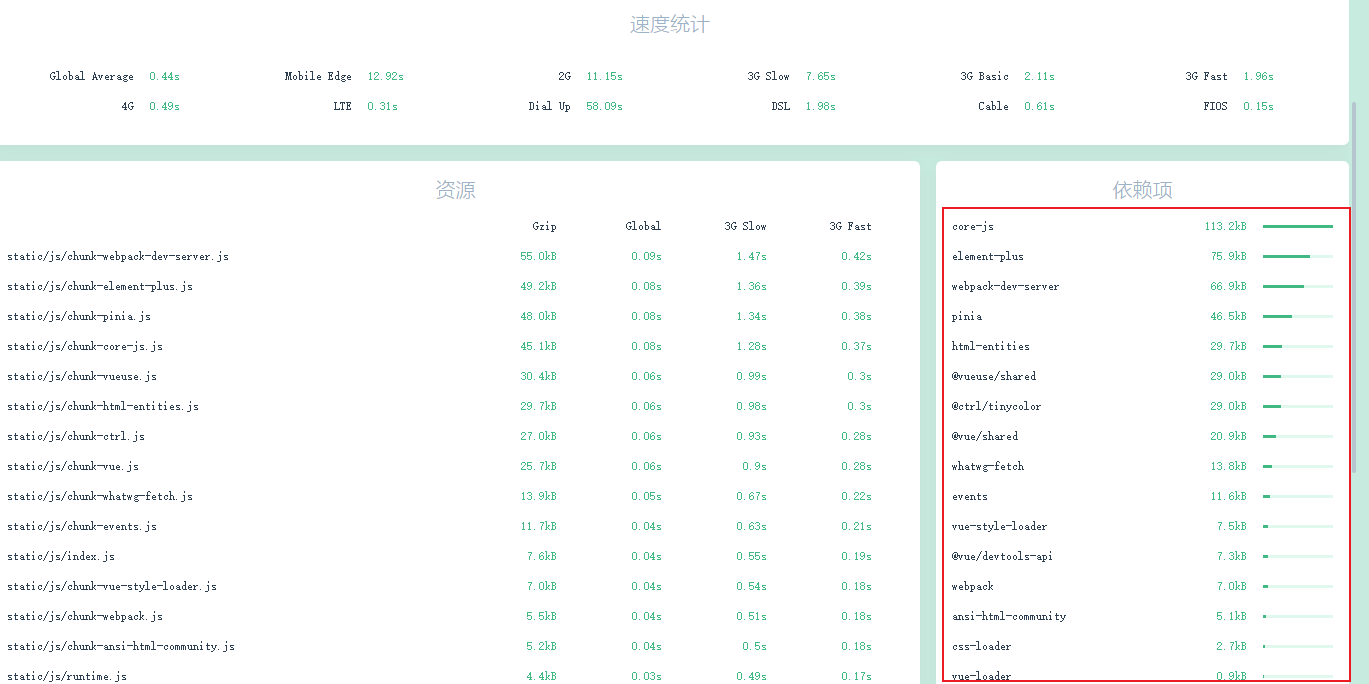 速度统计
Global Average 0.44s Mobile Edge 12.92s 2G 11.15s 3G Slow 7.65s 3G Basic 2.11s 3G Fast 1.96s
4G 0.49s LTE 0.31s Dial Up 58.09s DSL 1.98s Cable 0.61s FIOS 0.15s
资源
Gzip Global 3G Slow 3G Fast
static/js/chunk-webpack-dev-server.js 55.0kB 0.09s 1.47s 0.42s
static/js/chunk-element-plus.js 49.2kB 0.08s 1.36s 0.39s
static/js/chunk-pinia.js 48.0kB 0.08s 1.34s 0.38s
static/js/chunk-core-js.js 45.1kB 0.08s 1.28s 0.37s
static/js/chunk-vueuse.js 30.4kB 0.06s 0.99s 0.3s
static/js/chunk-html-entities.js 29.7kB 0.06s 0.98s 0.3s
static/js/chunk-ctrl.js 27.0kB 0.06s 0.93s 0.28s
static/js/chunk-vue.js 25.7kB 0.06s 0.9s 0.28s
static/js/chunk-whatwg-fetch.js 13.9kB 0.05s 0.67s 0.22s
static/js/chunk-events.js 11.7kB 0.04s 0.63s 0.21s
static/js/index.js 7.6kB 0.04s 0.55s 0.19s
static/js/chunk-vue-style-loader.js 7.0kB 0.04s 0.54s 0.18s
static/js/chunk-webpack.js 5.5kB 0.04s 0.51s 0.18s
static/js/chunk-ansi-html-community.js 5.2kB 0.04s 0.5s 0.18s
static/js/runtime.js 4.4kB 0.03s 0.49s 0.17s
依赖项
core-js 113.2kB
element-plus 75.9kB
webpack-dev-server 66.9kB
pinia 46.5kB
html-entities 29.7kB
@vueuse/shared 29.0kB
@ctrl/tinycolor 29.0kB
@vue/shared 20.9kB
whatwg-fetch 13.8kB
events 11.6kB
vue-style-loader 7.5kB
@vue/devtools-api 7.3kB
webpack 7.0kB
ansi-html-community 5.1kB
css-loader 2.7kB
vue-loader 0.9kB